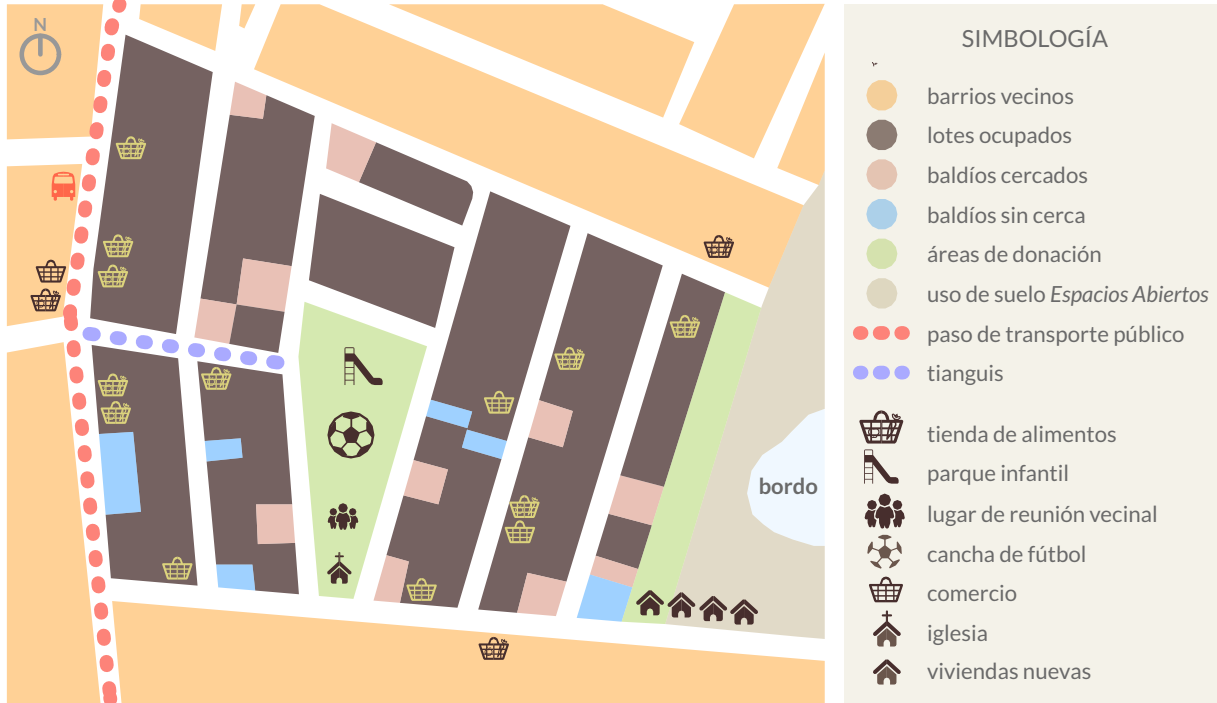 N
bordo
SIMBOLOGÍA
barrios vecinos
lotes ocupados
baldíos cercados
baldíos sin cerca
áreas de donación
uso de suelo Espacios Abiertos
paso de transporte público
tianguis
tienda de alimentos
parque infantil
lugar de reunión vecinal
cancha de fútbol
comercio
iglesia
viviendas nuevas